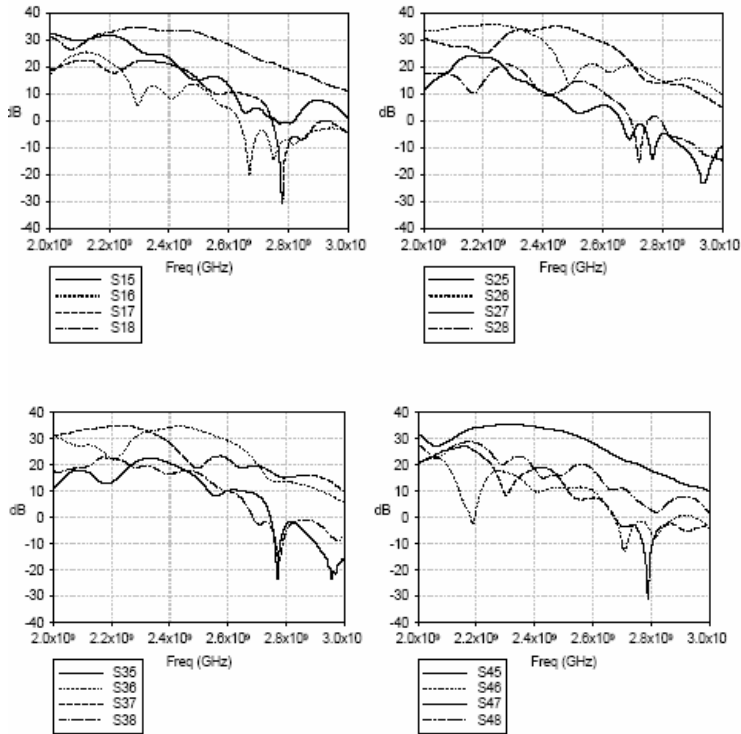 40
30
20
10
0
-10
-20
-30
-40
dB
2.0x10⁹ 2.2x10⁹ 2.4x10⁹ 2.6x10⁹ 2.8x10⁹ 3.0x10
Freq (GHz)
S15
S16
S17
S18
40
30
20
10
0
-10
-20
-30
-40
dB
2.0x10⁹ 2.2x10⁹ 2.4x10⁹ 2.6x10⁹ 2.8x10⁹ 3.0x10
Freq (GHz)
S25
S26
S27
S28
40
30
20
10
0
-10
-20
-30
-40
dB
2.0x10⁹ 2.2x10⁹ 2.4x10⁹ 2.6x10⁹ 2.8x10⁹ 3.0x10
Freq (GHz)
S35
S36
S37
S38
40
30
20
10
0
-10
-20
-30
-40
dB
2.0x10⁹ 2.2x10⁹ 2.4x10⁹ 2.6x10⁹ 2.8x10⁹ 3.0x10
Freq (GHz)
S45
S46
S47
S48